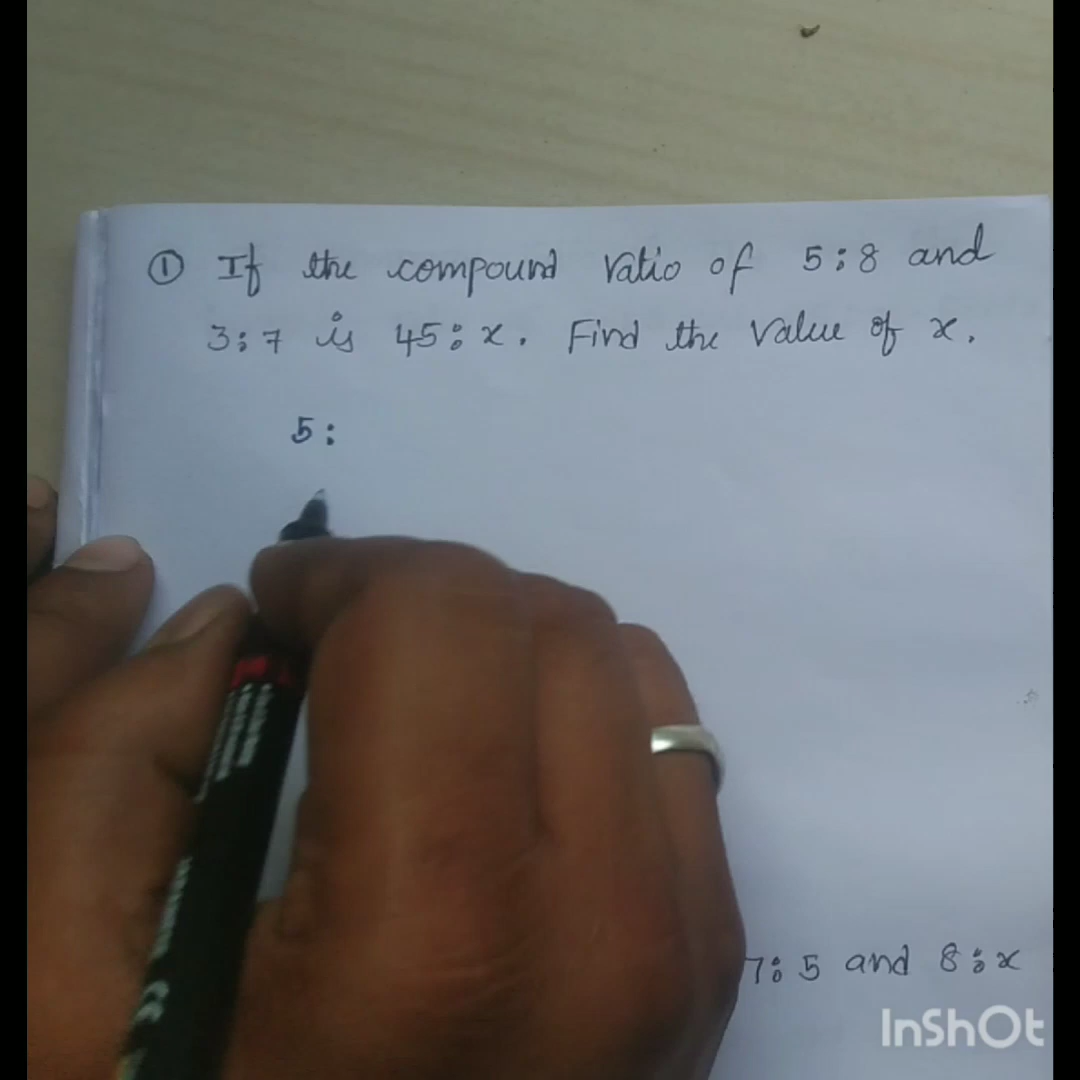 ① If the compound ratio of 5:8 and
3:7 is 45:x. Find the value of x.
5:
7:5 and 8:x
InShOt